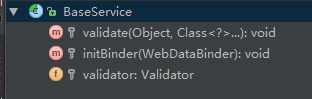 BaseService
validate(Object, Class<?>...): void
initBinder(WebDataBinder): void
validator: Validator